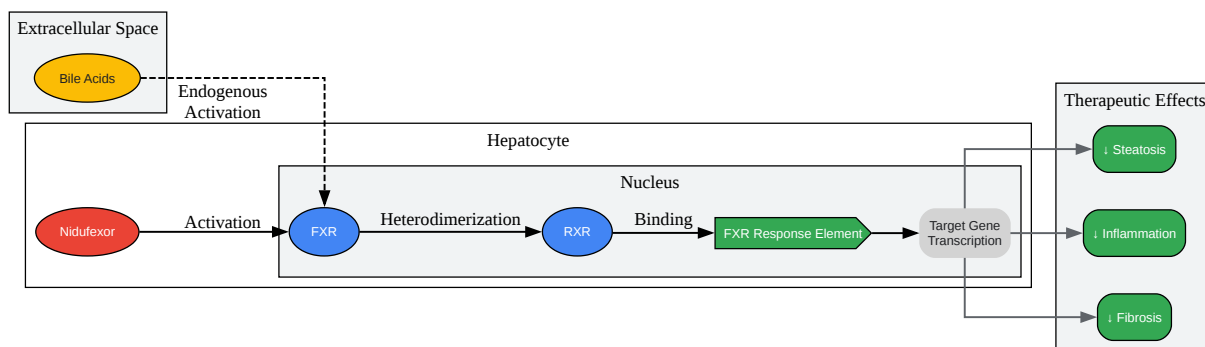 Extracellular Space
Bile Acids
Endogenous
Activation
Hepatocyte
Nucleus
Nidufexor
Activation
FXR
Heterodimerization
RXR
Binding
FXR Response Element
Target Gene
Transcription
Therapeutic Effects
↓ Steatosis
↓ Inflammation
↓ Fibrosis